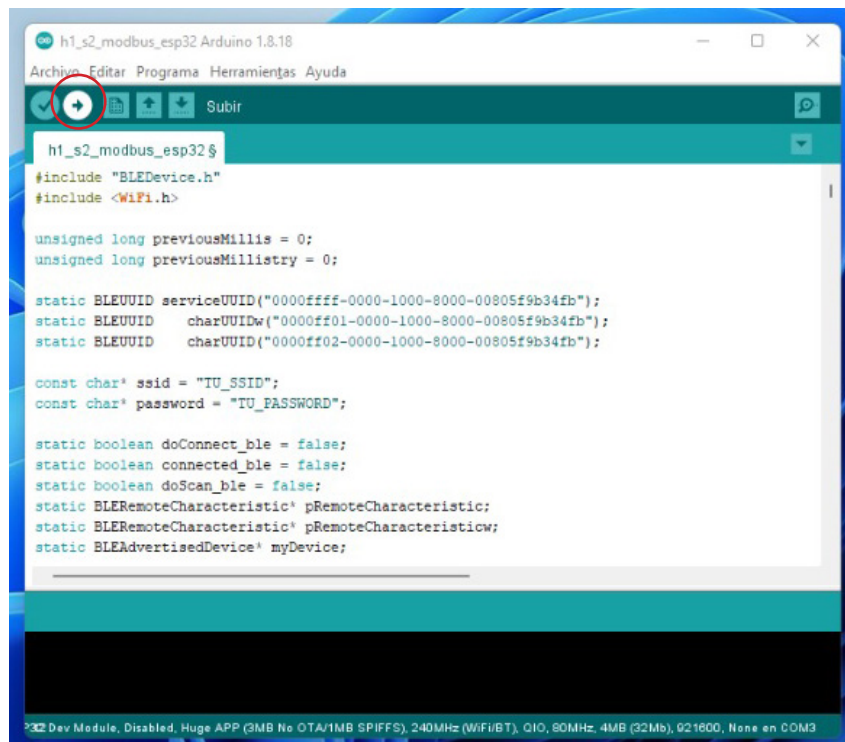 h1_s2_modbus_esp32 Arduino 1.8.18
Archivo Editar Programa Herramientas Ayuda
Subir
h1_s2_modbus_esp32 §
#include "BLEDevice.h"
#include <WiFi.h>
unsigned long previousMillis = 0;
unsigned long previousMillistry = 0;
static BLEUUID serviceUUID("0000ffff-0000-1000-8000-00805f9b34fb");
static BLEUUID    charUUIDw("0000ff01-0000-1000-8000-00805f9b34fb");
static BLEUUID    charUUID("0000ff02-0000-1000-8000-00805f9b34fb");
const char* ssid = "TU_SSID";
const char* password = "TU_PASSWORD";
static boolean doConnect_ble = false;
static boolean connected_ble = false;
static boolean doScan_ble = false;
static BLERemoteCharacteristic* pRemoteCharacteristic;
static BLERemoteCharacteristic* pRemoteCharacteristicw;
static BLEAdvertisedDevice* myDevice;
Dev Module, Disabled, Huge APP (3MB No OTA/1MB SPIFFS), 240MHz (WiFi/BT), QIO, 80MHz, 4MB (32Mb), 921600, None en COM3